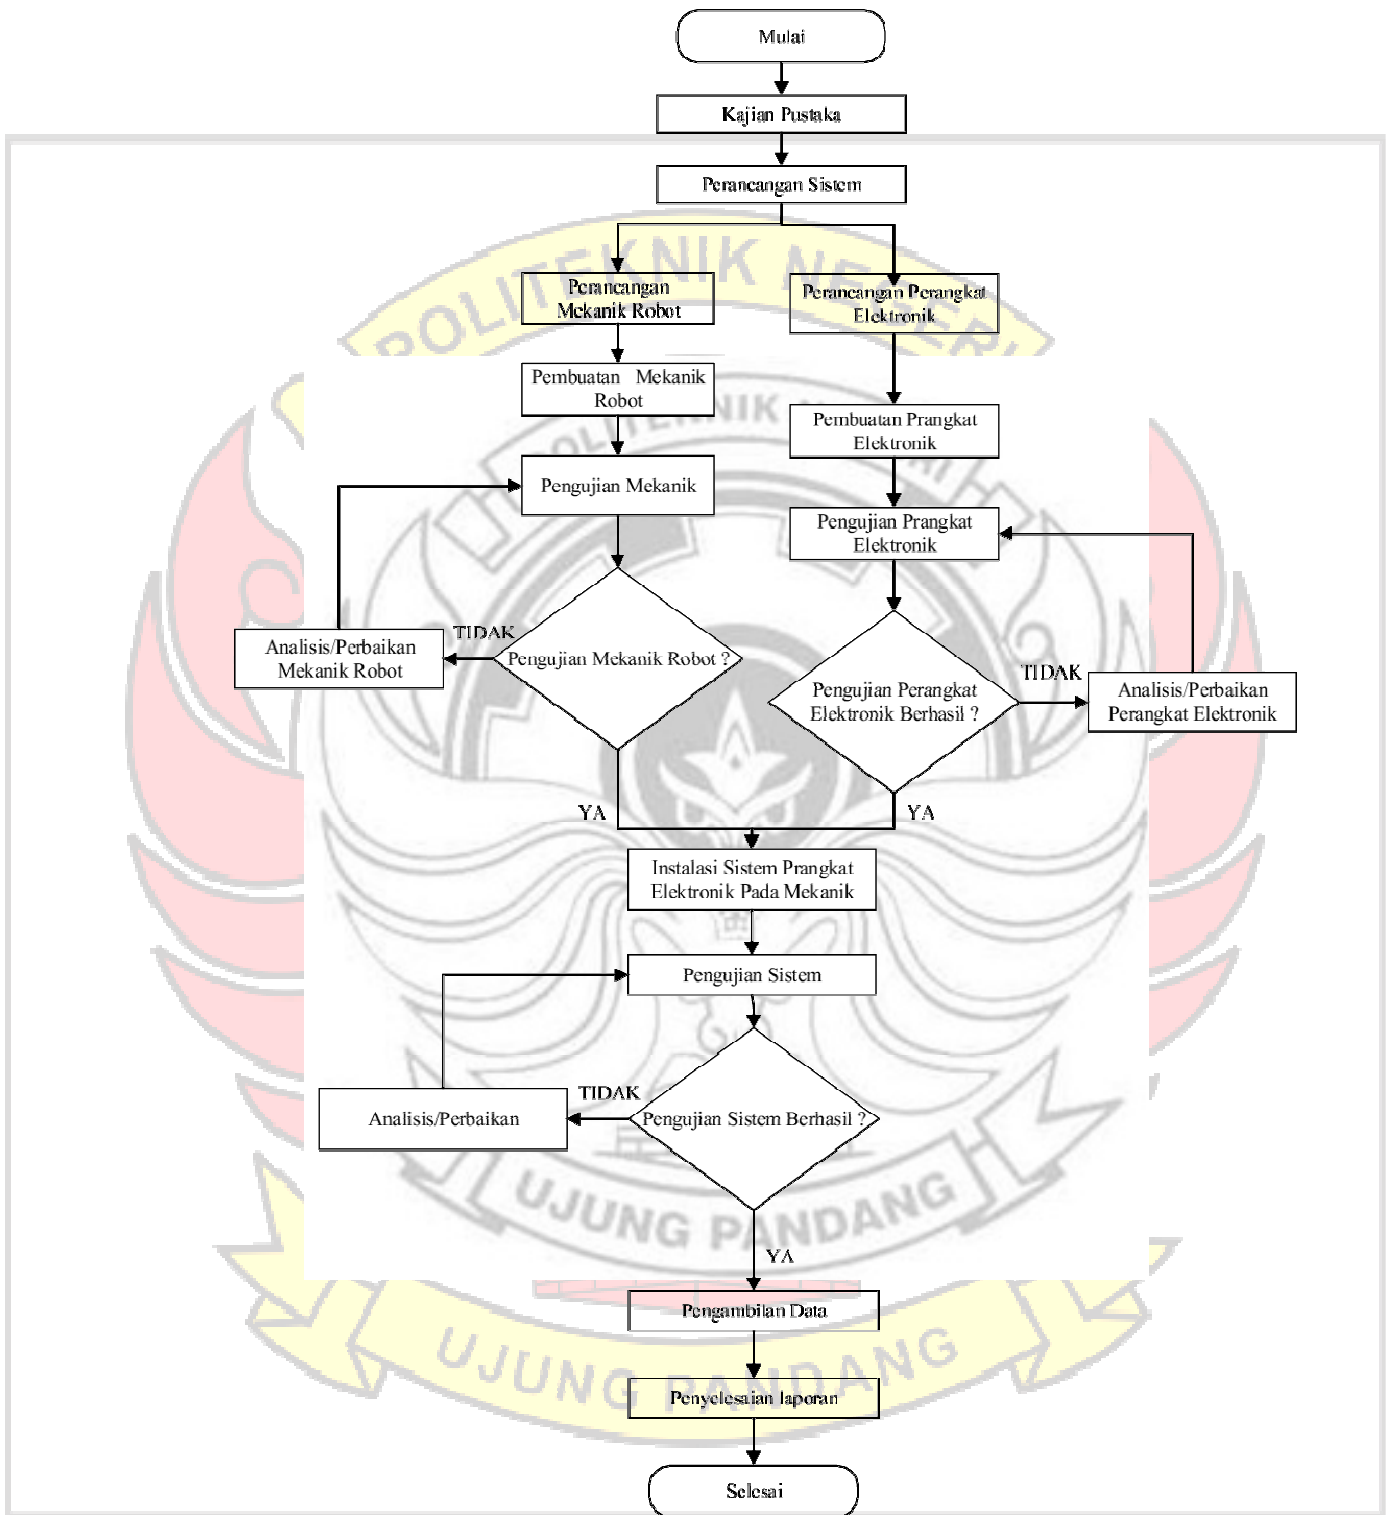 Mulai
Kajian Pustaka
Perancangan Sistem
POLITEKNIK NEGERI
Perancangan
Mekanik Robot
Perancangan Perangkat
Elektronik
Pembuatan Mekanik
Robot
POLITEKNIK NEGERI
Pembuatan Prangkat
Elektronik
Pengujian Mekanik
Pengujian Prangkat
Elektronik
TIDAK
Analisis/Perbaikan
Mekanik Robot
Pengujian Mekanik Robot ?
Pengujian Perangkat
Elektronik Berhasil ?
TIDAK
Analisis/Perbaikan
Perangkat Elektronik
YA
YA
Instalasi Sistem Prangkat
Elektronik Pada Mekanik
Pengujian Sistem
TIDAK
Analisis/Perbaikan
Pengujian Sistem Berhasil ?
UJUNG PANDANG
YA
Pengambilan Data
UJUNG PANDANG
Penyelesaian laporan
Selesai